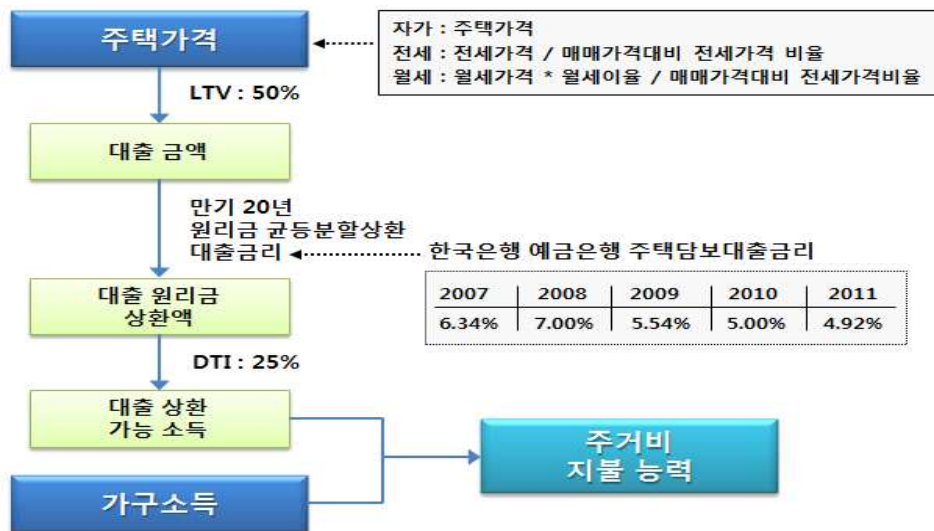 주택가격
자가 : 주택가격
전세 : 전세가격 / 매매가격대비 전세가격 비율
월세 : 월세가격 * 월세이율 / 매매가격대비 전세가격비율
LTV : 50%
대출 금액
만기 20년
원리금 균등분할상환
대출금리
한국은행 예금은행 주택담보대출금리
2007 2008 2009 2010 2011
6.34% 7.00% 5.54% 5.00% 4.92%
대출 원리금
상환액
DTI : 25%
대출 상환
가능 소득
주거비
지불 능력
가구소득